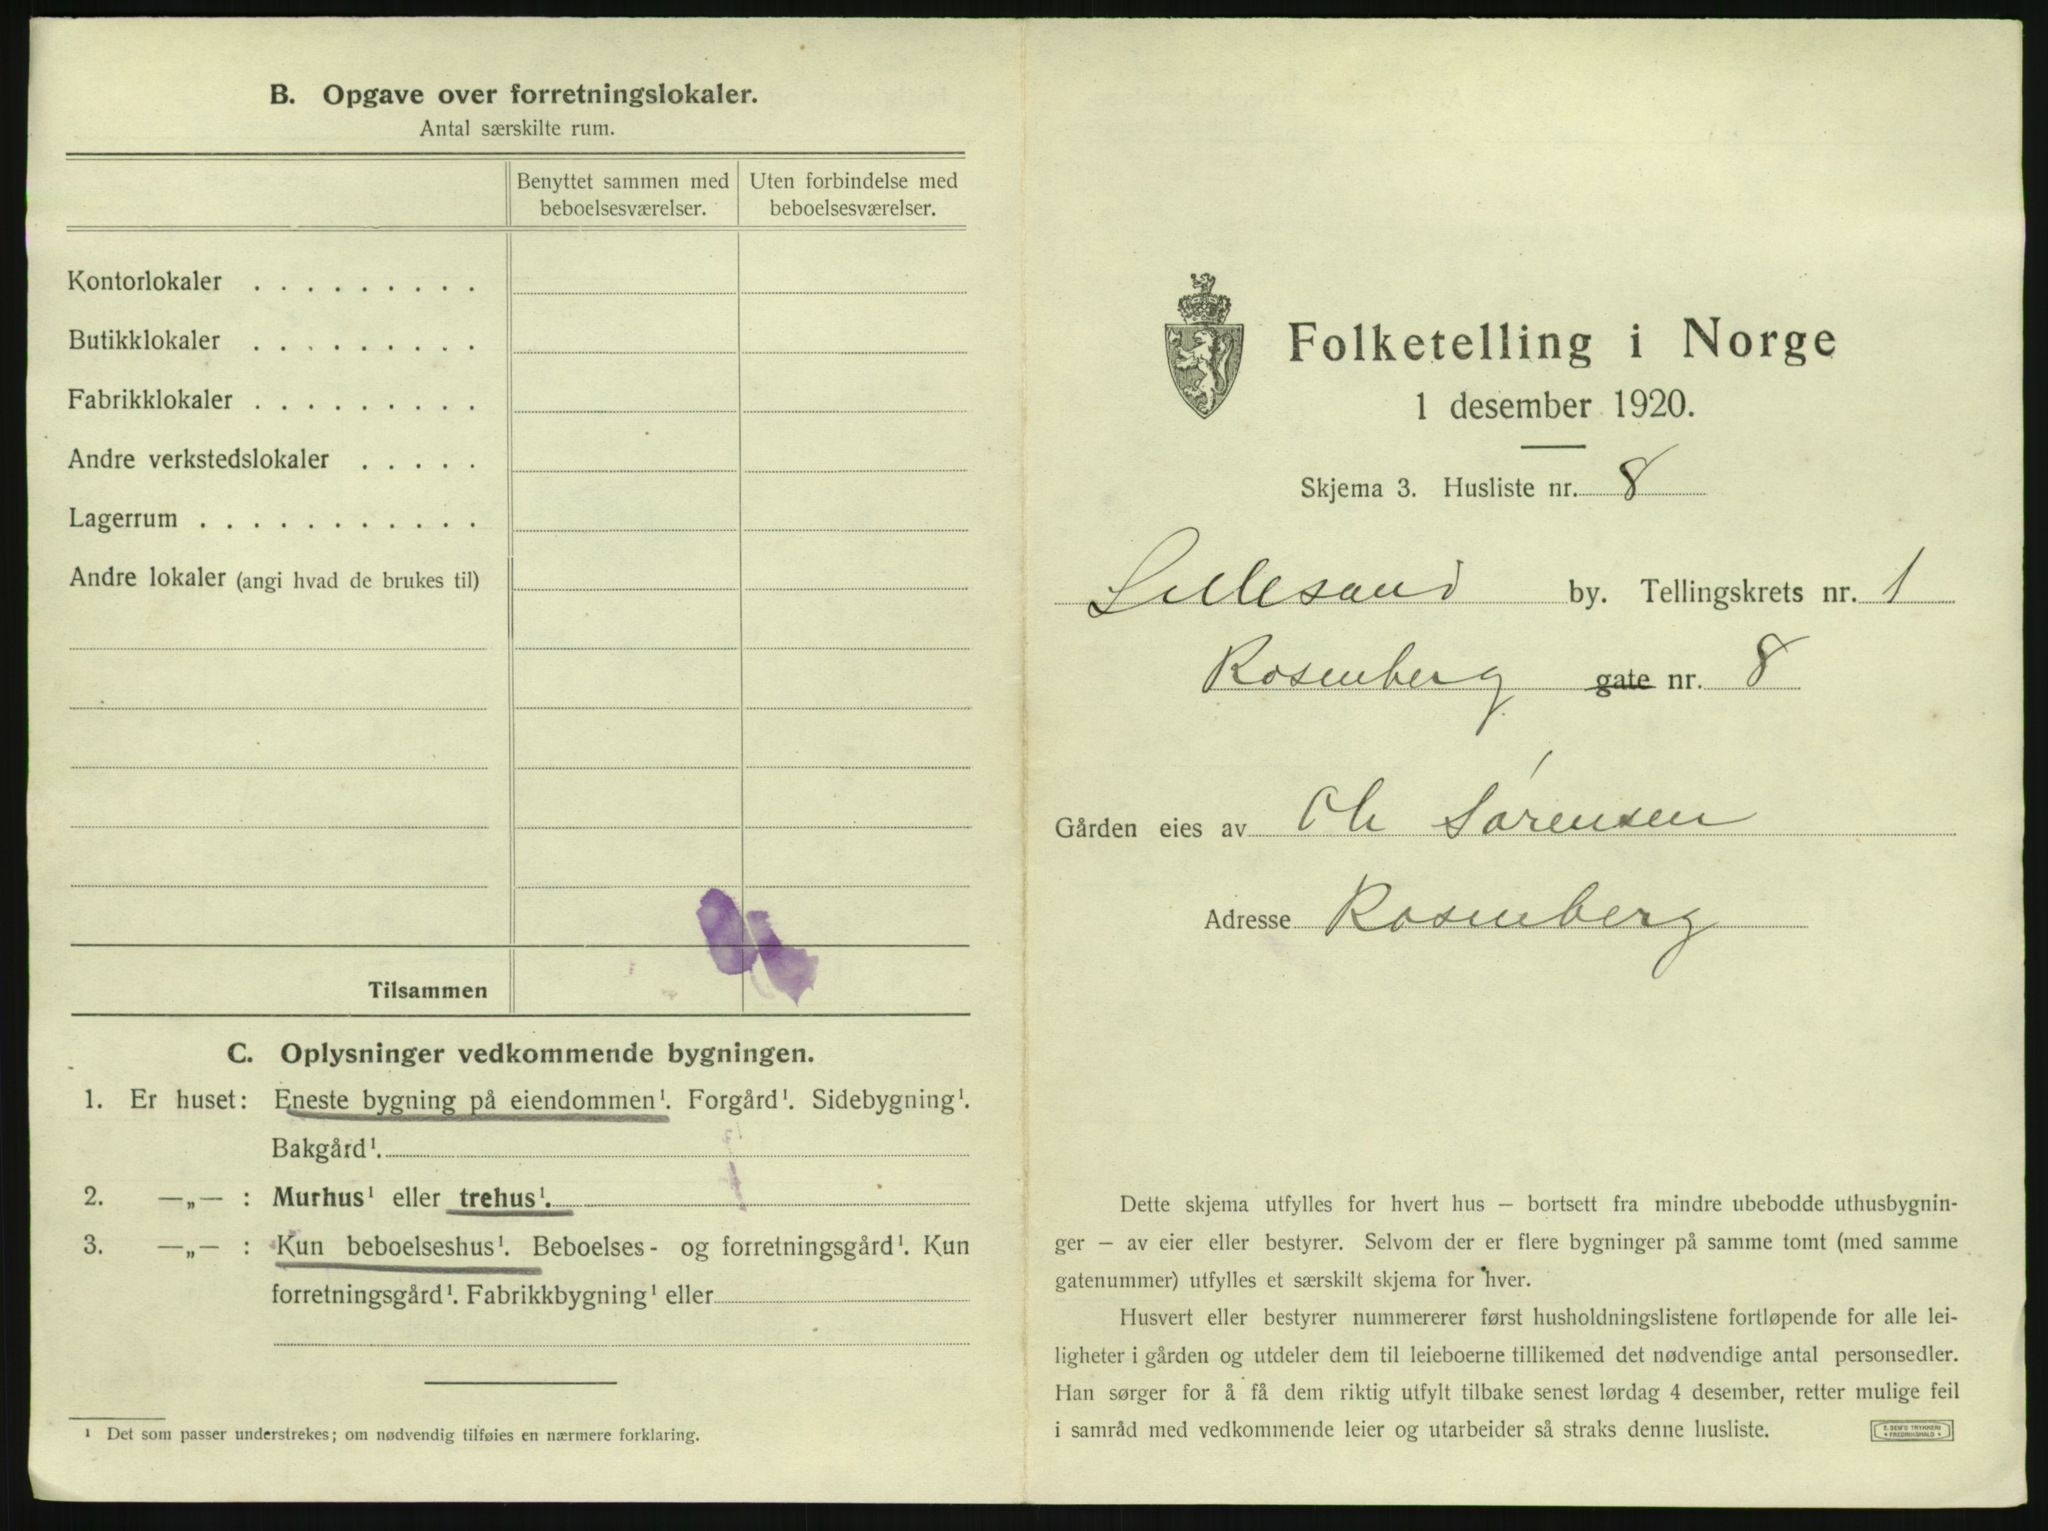 B. Opgave over forretningslokaler.
Antal særskilte rum.
Benyttet sammen med beboelsesværelser.
Uten forbindelse med beboelsesværelser.
Kontorlokaler . . . . . . . . .
Butikklokaler . . . . . . . . .
Fabrikklokaler . . . . . . . . .
Andre verkstedslokaler . . . . .
Lagerrum . . . . . . . . . . .
Andre lokaler (angi hvad de brukes til)
Tilsammen
C. Oplysninger vedkommende bygningen.
1. Er huset: Eneste bygning på eiendommen¹. Forgård¹. Sidebygning¹.
Bakgård¹.
2. —„— : Murhus¹ eller trehus¹.
3. —„— : Kun beboelseshus¹. Beboelses- og forretningsgård¹. Kun
forretningsgård¹. Fabrikkbygning¹ eller
¹ Det som passer understrekes; om nødvendig tilføies en nærmere forklaring.
Folketelling i Norge
1 desember 1920.
Skjema 3. Husliste nr. 8
Lillesand by. Tellingskrets nr. 1
Rosenberg gate nr. 8
Gården eies av Ch Sørensen
Adresse Rosenberg
Dette skjema utfylles for hvert hus — bortsett fra mindre ubebodde uthusbygnin-
ger — av eier eller bestyrer. Selvom der er flere bygninger på samme tomt (med samme
gatenummer) utfylles et særskilt skjema for hver.
Husvert eller bestyrer nummererer først husholdningslistene fortløpende for alle lei-
ligheter i gården og utdeler dem til leieboerne tillikemed det nødvendige antal personsedler.
Han sørger for å få dem riktig utfylt tilbake senest lørdag 4 desember, retter mulige feil
i samråd med vedkommende leier og utarbeider så straks denne husliste.
E. SEM'S TRYKKERI
FREDRIKSHALD